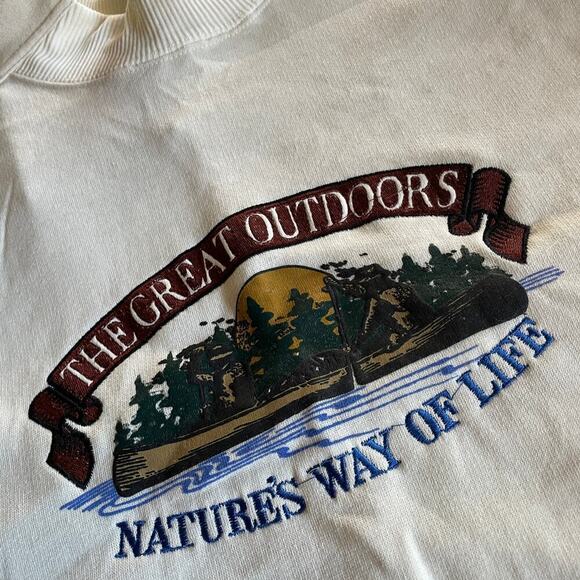 THE GREAT OUTDOORS
NATURE'S WAY OF LIFE